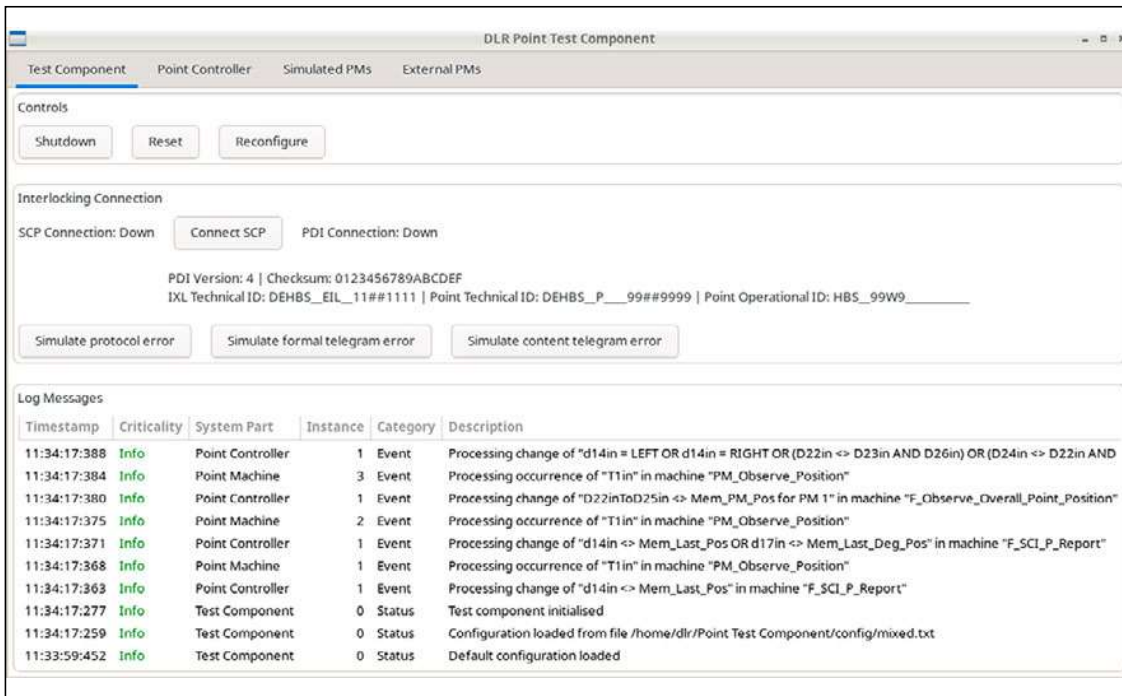 DLR Point Test Component
Test Component Point Controller Simulated PMs External PMs
Controls
Shutdown Reset Reconfigure
Interlocking Connection
SCP Connection: Down Connect SCP PDI Connection: Down
PDI Version: 4 | Checksum: 0123456789ABCDEF
IXL Technical ID: DEHBS__EIL__11##1111 | Point Technical ID: DEHBS__P____99##9999 | Point Operational ID: HBS__99W9__________
Simulate protocol error Simulate formal telegram error Simulate content telegram error
Log Messages
Timestamp Criticality System Part Instance Category Description
11:34:17:388 Info Point Controller 1 Event Processing change of "d14in = LEFT OR d14in = RIGHT OR (D22in <> D23in AND D26in) OR (D24in <> D22in AND
11:34:17:384 Info Point Machine 3 Event Processing occurrence of "T1in" in machine "PM_Observe_Position"
11:34:17:380 Info Point Controller 1 Event Processing change of "D22inToD25in <> Mem_PM_Pos for PM 1" in machine "F_Observe_Overall_Point_Position"
11:34:17:375 Info Point Machine 2 Event Processing occurrence of "T1in" in machine "PM_Observe_Position"
11:34:17:371 Info Point Controller 1 Event Processing change of "d14in <> Mem_Last_Pos OR d17in <> Mem_Last_Deg_Pos" in machine "F_SCI_P_Report"
11:34:17:368 Info Point Machine 1 Event Processing occurrence of "T1in" in machine "PM_Observe_Position"
11:34:17:363 Info Point Controller 1 Event Processing change of "d14in <> Mem_Last_Pos" in machine "F_SCI_P_Report"
11:34:17:277 Info Test Component 0 Status Test component initialised
11:34:17:259 Info Test Component 0 Status Configuration loaded from file /home/dlr/Point Test Component/config/mixed.txt
11:33:59:452 Info Test Component 0 Status Default configuration loaded